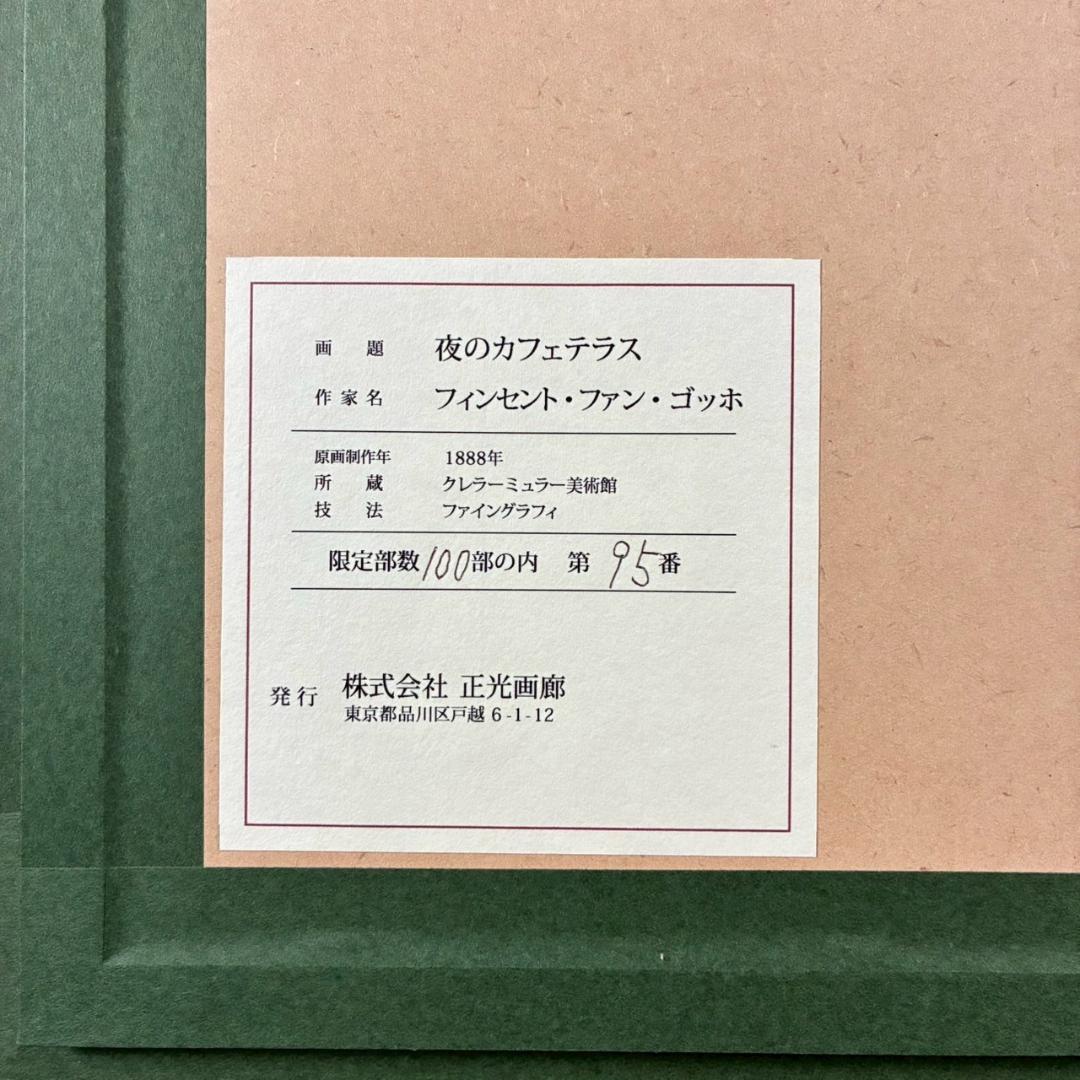 画題 夜のカフェテラス
作家名 フィンセント・ファン・ゴッホ
原画制作年 1888年
所蔵 クレラーミュラー美術館
技法 ファイングラフィ
限定部数100部の内 第95番
発行 株式会社 正光画廊
東京都品川区戸越 6-1-12